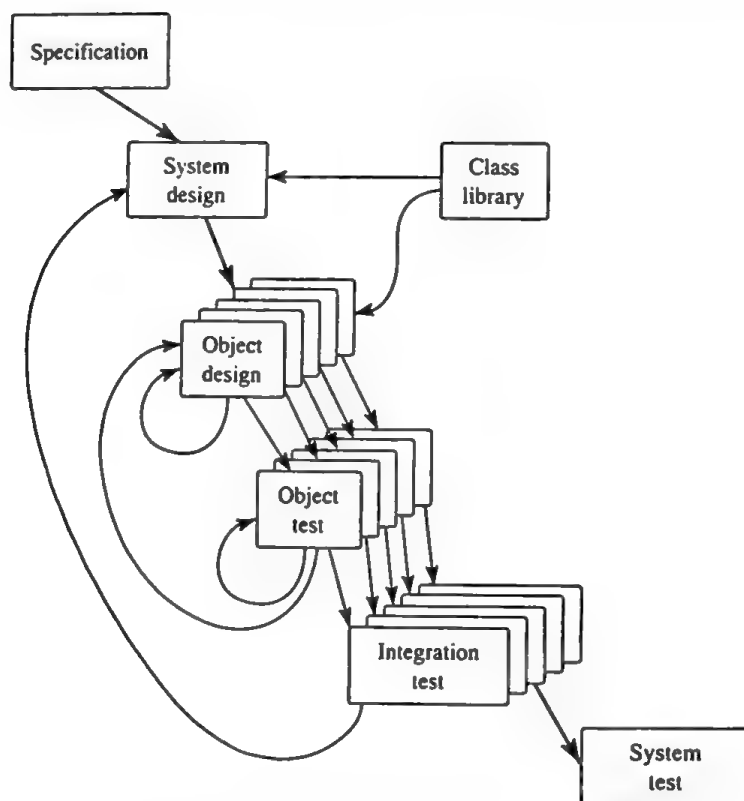 Specification
System
design
Class
library
Object
design
Object
test
Integration
test
System
test